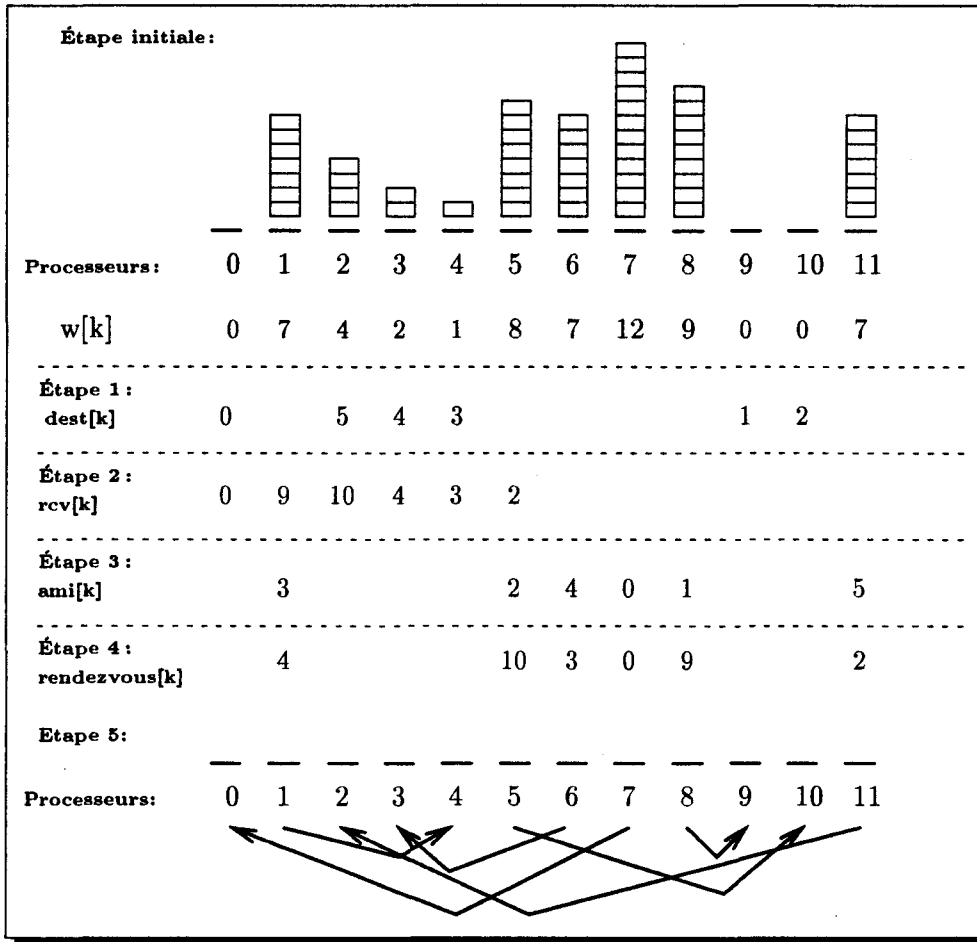 Étape initiale:
Processeurs: 0 1 2 3 4 5 6 7 8 9 10 11
w[k] 0 7 4 2 1 8 7 12 9 0 0 7
Étape 1:
dest[k] 0 5 4 3 1 2
Étape 2:
rcv[k] 0 9 10 4 3 2
Étape 3:
ami[k] 3 2 4 0 1 5
Étape 4:
rendezvous[k] 4 10 3 0 9 2
Etape 5:
Processeurs: 0 1 2 3 4 5 6 7 8 9 10 11